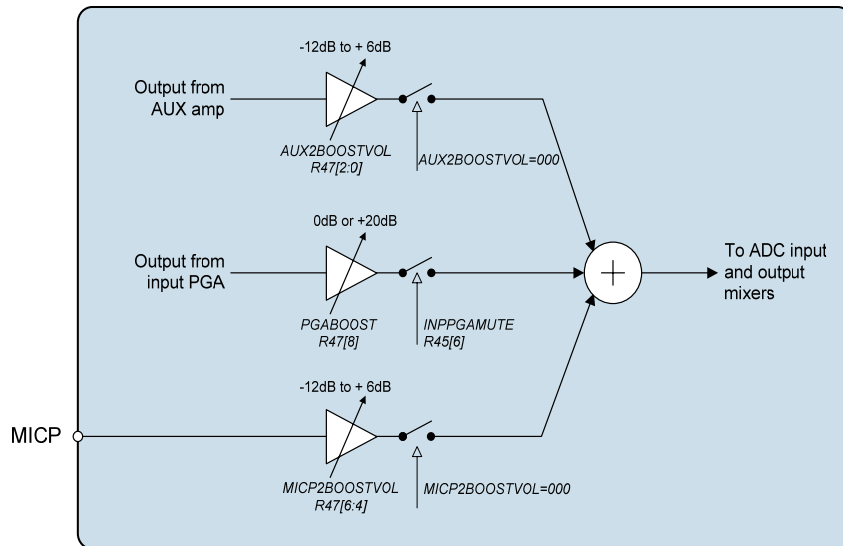 -12dB to + 6dB
Output from
AUX amp
AUX2BOOSTVOL
R47[2:0]
AUX2BOOSTVOL=000
0dB or +20dB
Output from
input PGA
PGABOOST
R47[8]
INPPGAMUTE
R45[6]
+
To ADC input
and output
mixers
-12dB to + 6dB
MICP
MICP2BOOSTVOL
R47[6:4]
MICP2BOOSTVOL=000